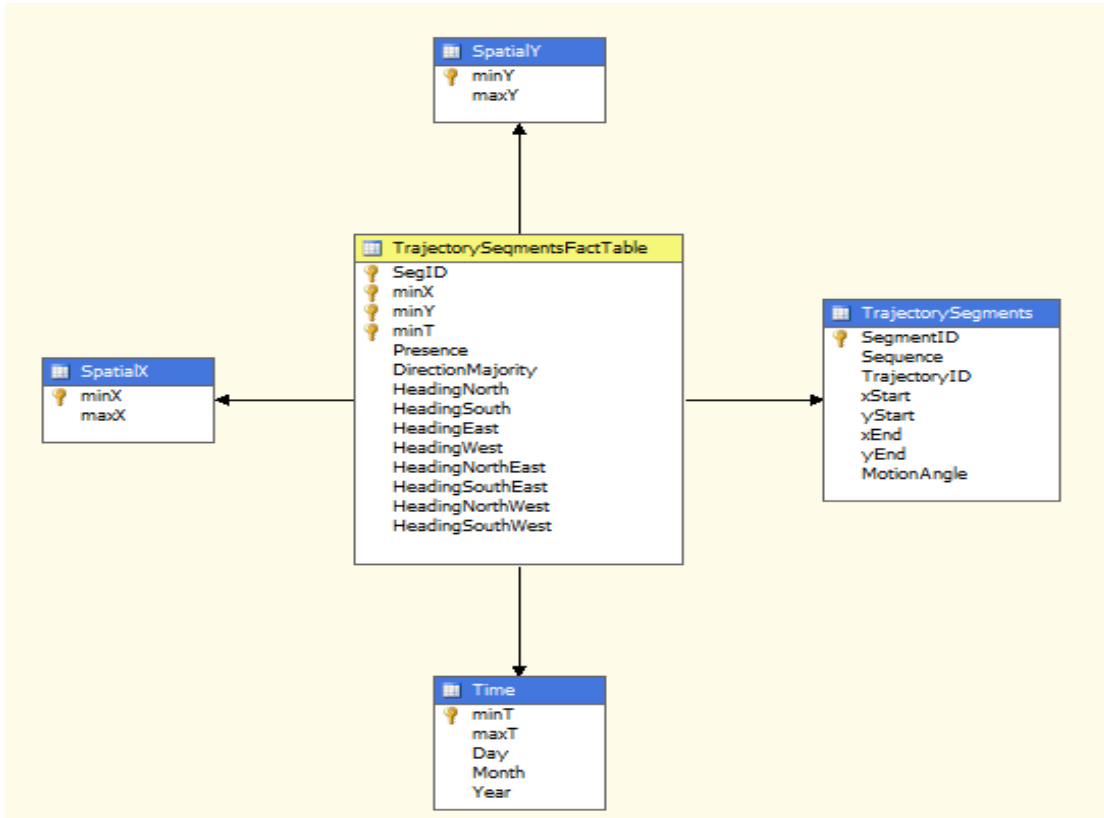 SpatialY
minY
maxY
TrajectorySeqmentsFactTable
SegID
minX
minY
minT
Presence
DirectionMajority
HeadingNorth
HeadingSouth
HeadingEast
HeadingWest
HeadingNorthEast
HeadingSouthEast
HeadingNorthWest
HeadingSouthWest
SpatialX
minX
maxX
TrajectorySegments
SegmentID
Sequence
TrajectoryID
xStart
yStart
xEnd
yEnd
MotionAngle
Time
minT
maxT
Day
Month
Year